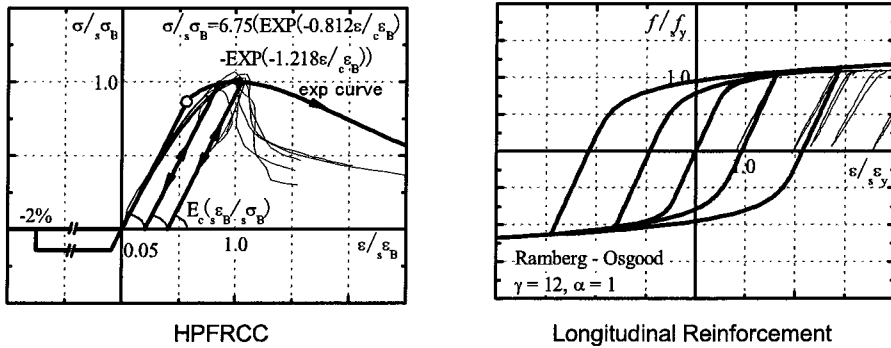 σ/sσB
σ/sσB=6.75(EXP(-0.812ε/cεB)
-EXP(-1.218ε/cεB))
1.0
exp curve
-2%
Ec(sεB/sσB)
0.05
1.0
ε/sεB
HPFRCC
f/sfy
1.0
1.0
ε/sεy
Ramberg - Osgood
γ = 12, α = 1
Longitudinal Reinforcement